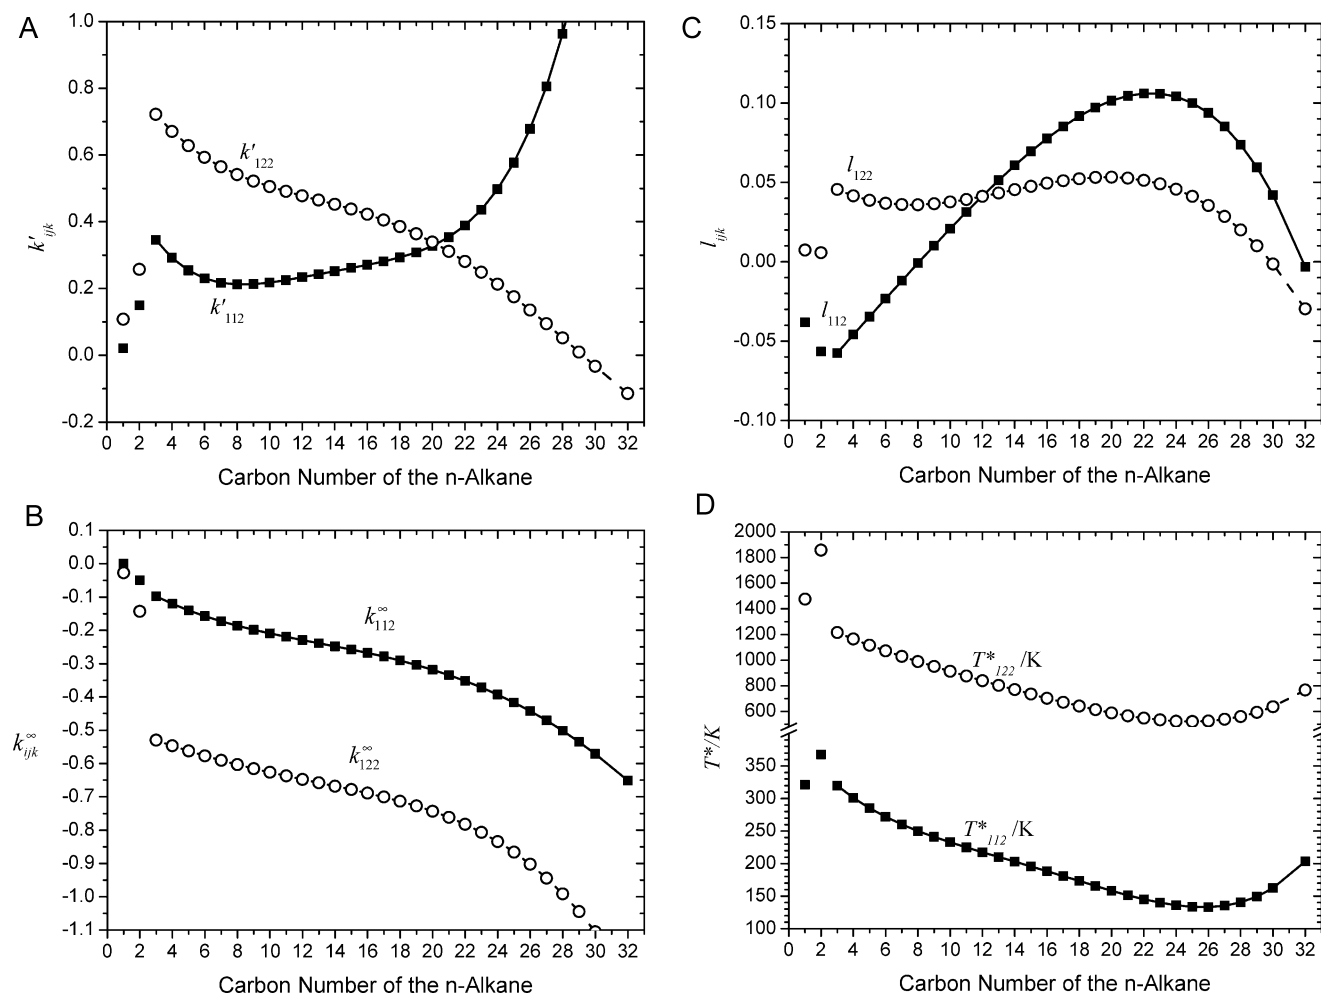 A
1.0
0.8
0.6
0.4
0.2
0.0
-0.2
k'ijk
k'122
k'112
0 2 4 6 8 10 12 14 16 18 20 22 24 26 28 30 32
Carbon Number of the n-Alkane
C
0.15
0.10
0.05
0.00
-0.05
-0.10
lijk
l122
l112
0 2 4 6 8 10 12 14 16 18 20 22 24 26 28 30 32
Carbon Number of the n-Alkane
B
0.1
0.0
-0.1
-0.2
-0.3
-0.4
-0.5
-0.6
-0.7
-0.8
-0.9
-1.0
-1.1
k∞ijk
k∞112
k∞122
0 2 4 6 8 10 12 14 16 18 20 22 24 26 28 30 32
Carbon Number of the n-Alkane
D
2000
1800
1600
1400
1200
1000
800
600
350
300
250
200
150
100
T*/K
T*122 /K
T*112 /K
0 2 4 6 8 10 12 14 16 18 20 22 24 26 28 30 32
Carbon Number of the n-Alkane